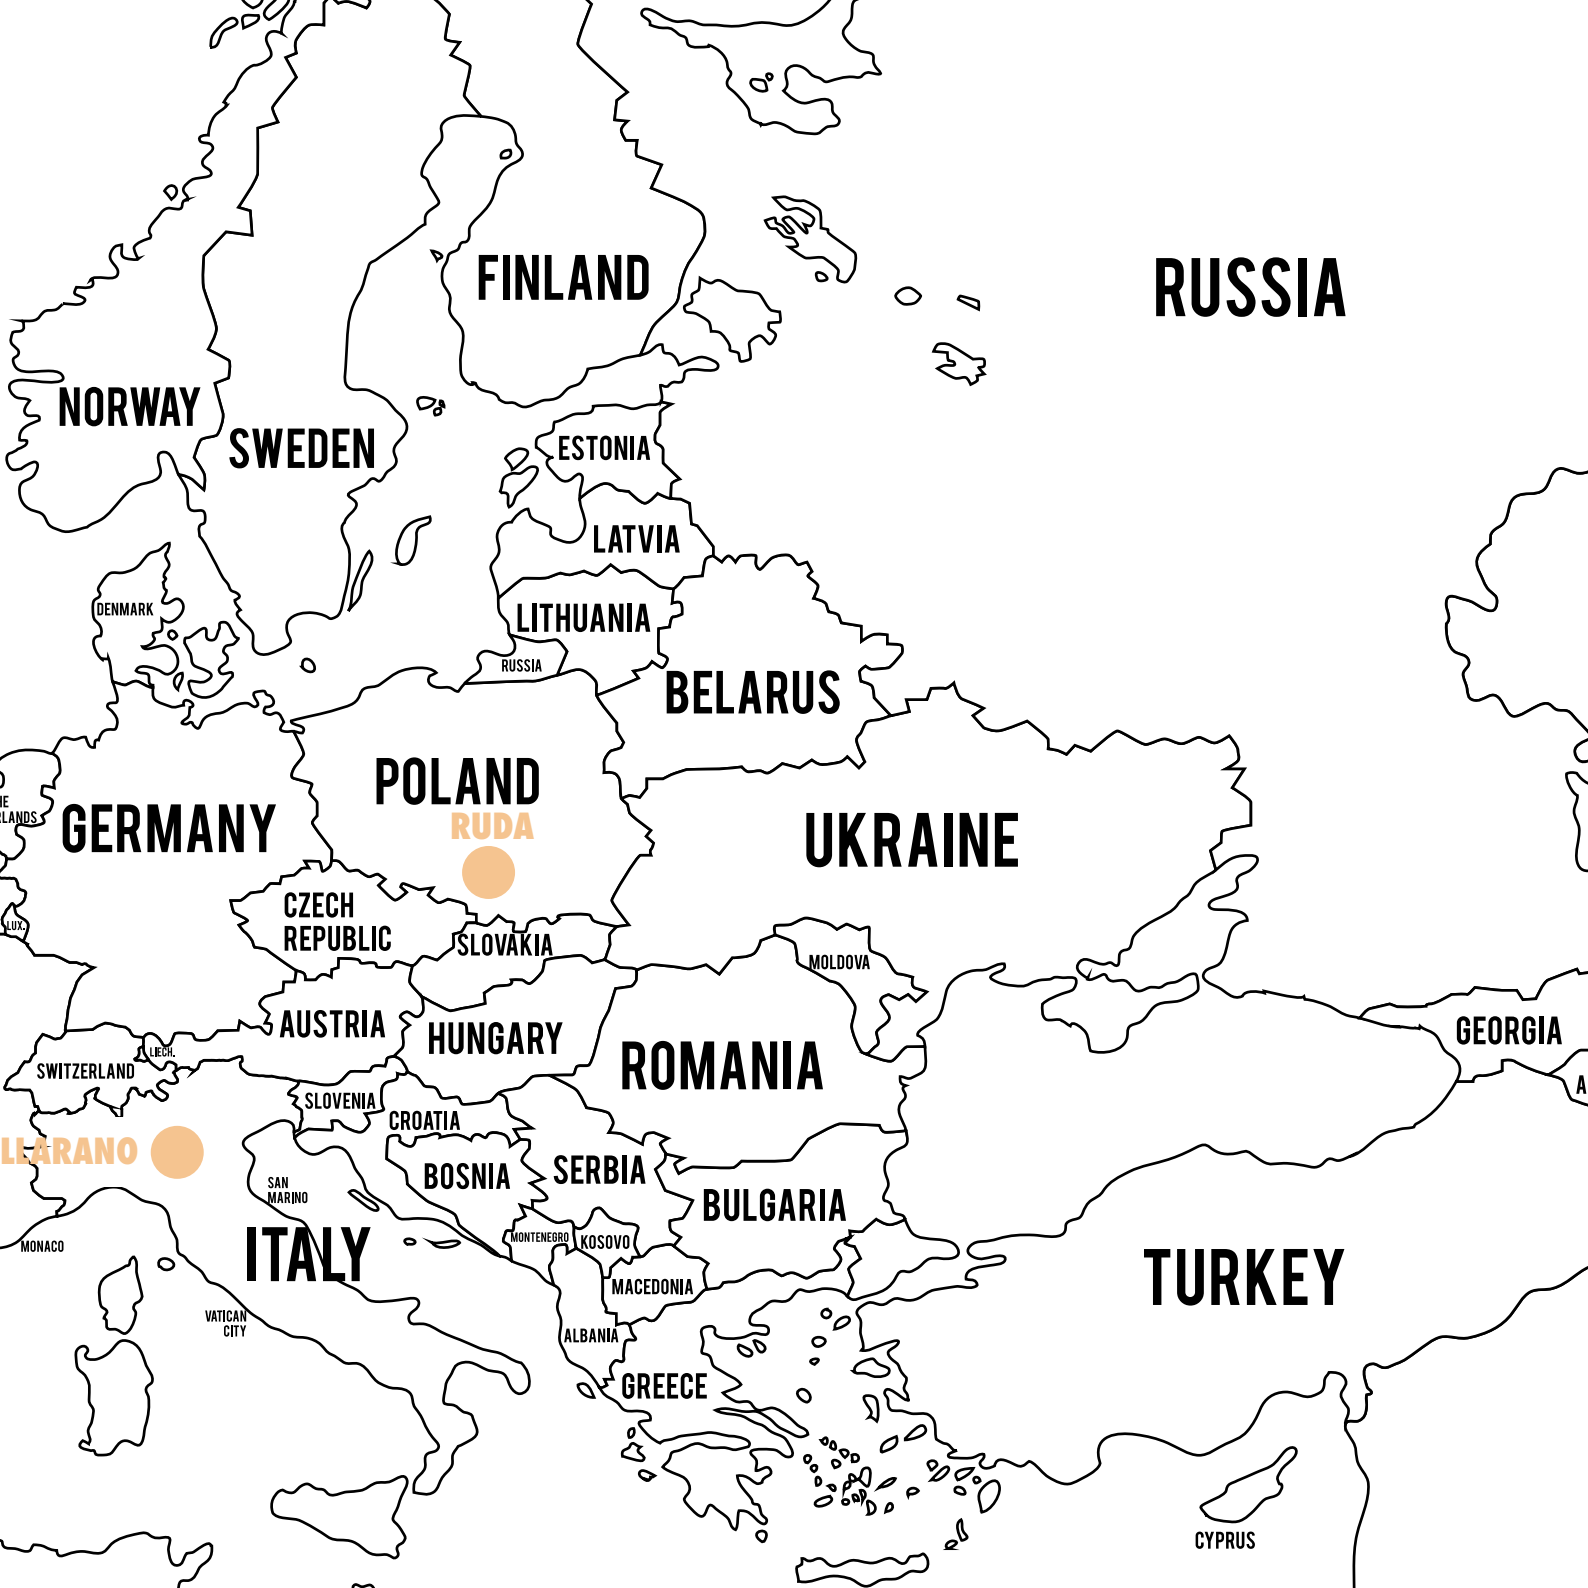 FINLAND
RUSSIA
NORWAY
SWEDEN
ESTONIA
LATVIA
DENMARK
LITHUANIA
RUSSIA
BELARUS
POLAND
RUDA
HE
RLANDS
GERMANY
UKRAINE
CZECH
REPUBLIC
LUX.
SLOVAKIA
MOLDOVA
AUSTRIA
HUNGARY
GEORGIA
LIECH.
SWITZERLAND
ROMANIA
A
SLOVENIA
CROATIA
LLARANO
BOSNIA
SERBIA
SAN
MARINO
BULGARIA
MONACO
ITALY
MONTENEGRO
KOSOVO
TURKEY
MACEDONIA
VATICAN
CITY
ALBANIA
GREECE
CYPRUS